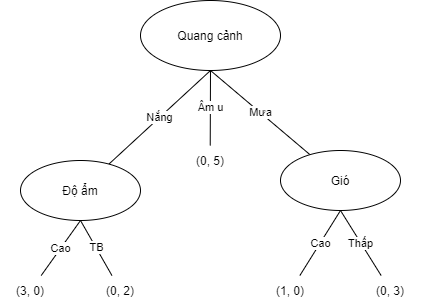 Quang cảnh
Nắng
Âm u
Mưa
(0, 5)
Độ ẩm
Gió
Cao
TB
Cao
Thấp
(3, 0)
(0, 2)
(1, 0)
(0, 3)